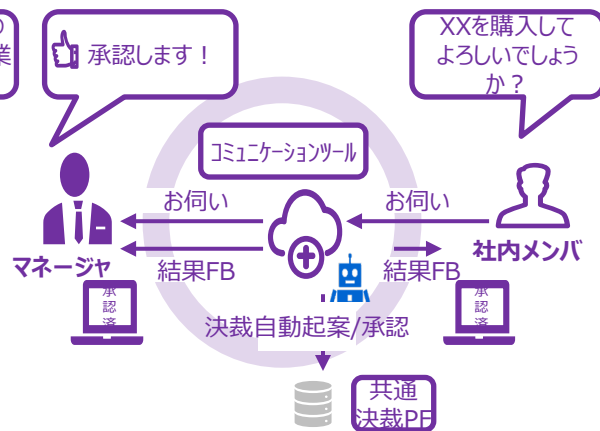 の
業
承認します！
XXを購入して
よろしいでしょう
か？
ｺﾐｭﾆｹｰｼｮﾝﾂｰﾙ
お伺い
お伺い
マネージャ
結果FB
結果FB
社内メンバ
承
認
済
承
認
済
決裁自動起案/承認
共通
決裁PF